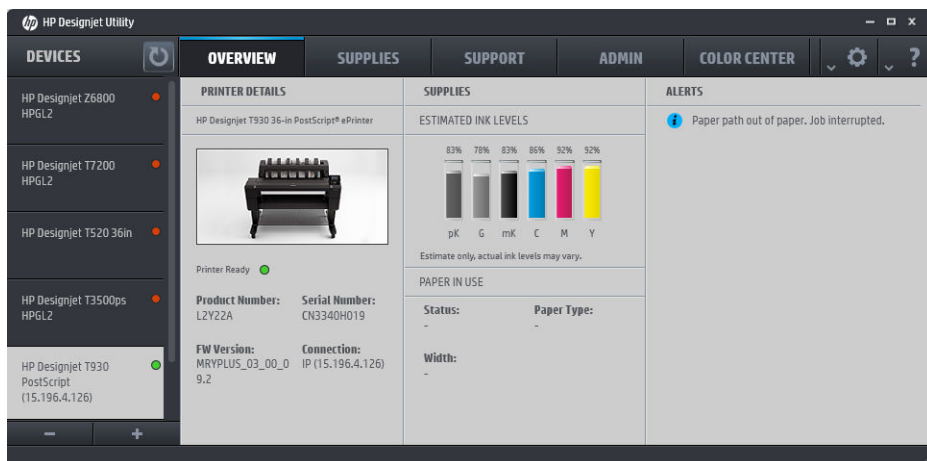 hp HP Designjet Utility
DEVICES
OVERVIEW
SUPPLIES
SUPPORT
ADMIN
COLOR CENTER
?
HP Designjet Z6800
HPGL2
HP Designjet T7200
HPGL2
HP Designjet T520 36in
HP Designjet T3500ps
HPGL2
HP Designjet T930
PostScript
(15.196.4.126)
− +
PRINTER DETAILS
HP Designjet T930 36-in PostScript® ePrinter
Printer Ready
Product Number: Serial Number:
L2Y22A CN3340H019
FW Version: Connection:
MRYPLUS_03_00_0 IP (15.196.4.126)
9.2
SUPPLIES
ESTIMATED INK LEVELS
83% 78% 83% 86% 92% 92%
pK G mK C M Y
Estimate only, actual ink levels may vary.
PAPER IN USE
Status: Paper Type:
- -
Width:
-
ALERTS
i Paper path out of paper. Job interrupted.